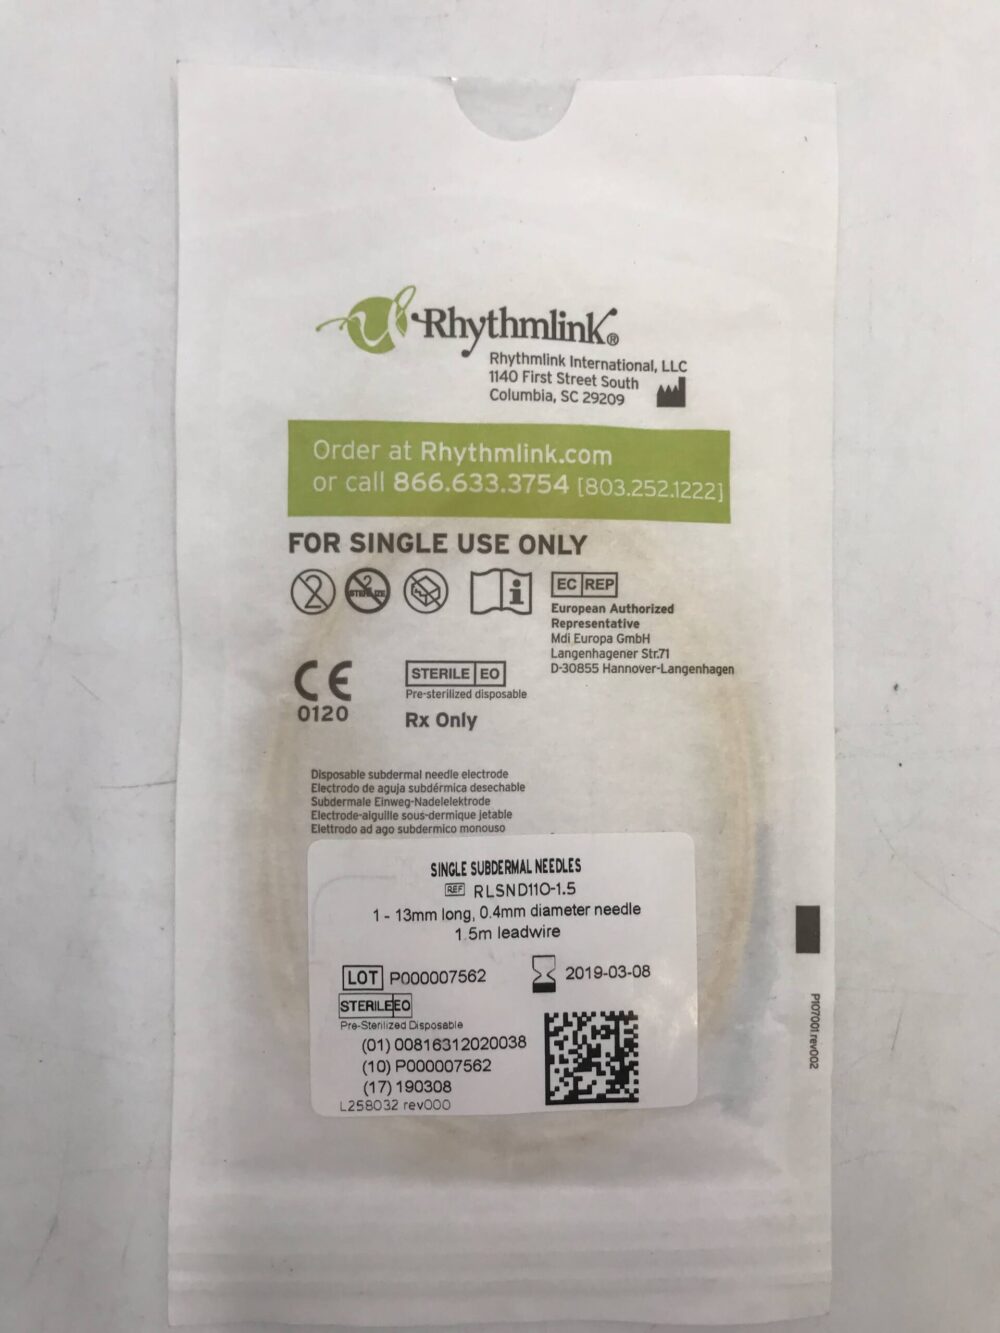 Rhythmlink®
Rhythmlink International, LLC
1140 First Street South
Columbia, SC 29209
Order at Rhythmlink.com
or call 866.633.3754 [803.252.1222]
FOR SINGLE USE ONLY
2
2
STERILIZE
i
EC REP
European Authorized
Representative
Mdi Europa GmbH
Langenhagener Str.71
D-30855 Hannover-Langenhagen
CE
0120
STERILE EO
Pre-sterilized disposable
Rx Only
Disposable subdermal needle electrode
Electrodo de aguja subdérmica desechable
Subdermale Einweg-Nadelelektrode
Electrode-aiguille sous-dermique jetable
Elettrodo ad ago subdermico monouso
SINGLE SUBDERMAL NEEDLES
REF RLSND110-1.5
1 - 13mm long, 0.4mm diameter needle
1.5m leadwire
LOT P000007562
2019-03-08
STERILE EO
Pre-Sterilized Disposable
(01) 00816312020038
(10) P000007562
(17) 190308
L258032 rev000
P107001.rev002